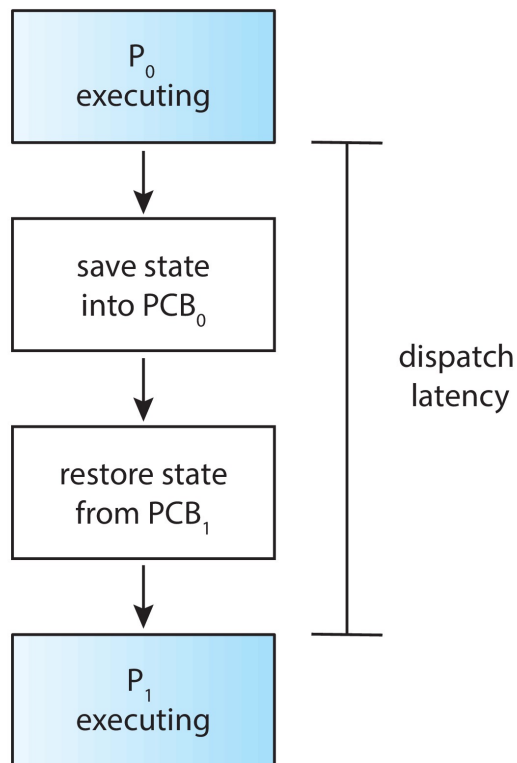 P₀
executing
save state
into PCB₀
dispatch
latency
restore state
from PCB₁
P₁
executing